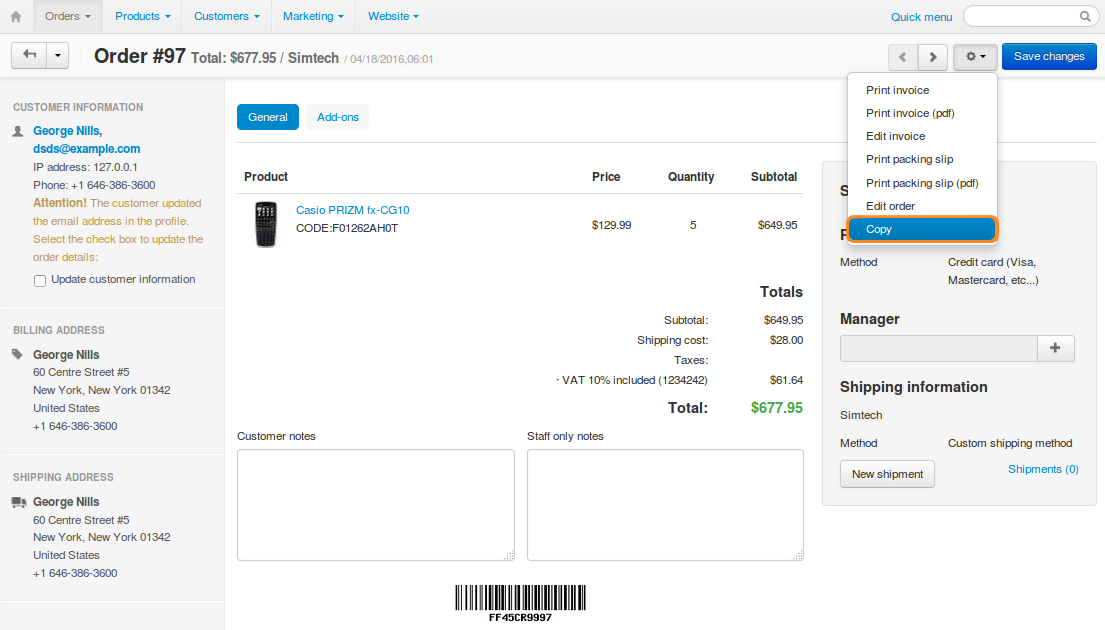 Orders
Products
Customers
Marketing
Website
Quick menu
Order #97 Total: $677.95 / Simtech / 04/18/2016,06:01
Save changes
Print invoice
Print invoice (pdf)
Edit invoice
Print packing slip
Print packing slip (pdf)
Edit order
Copy
CUSTOMER INFORMATION
George Nills,
dsds@example.com
IP address: 127.0.0.1
Phone: +1 646-386-3600
Attention! The customer updated
the email address in the profile.
Select the check box to update the
order details:
Update customer information
BILLING ADDRESS
George Nills
60 Centre Street #5
New York, New York 01342
United States
+1 646-386-3600
SHIPPING ADDRESS
George Nills
60 Centre Street #5
New York, New York 01342
United States
+1 646-386-3600
General
Add-ons
Product Price Quantity Subtotal
Casio PRIZM fx-CG10
CODE:F01262AH0T
$129.99 5 $649.95
Totals
Subtotal: $649.95
Shipping cost: $28.00
Taxes:
· VAT 10% included (1234242) $61.64
Total: $677.95
Customer notes
Staff only notes
FF45CR9997
Method Credit card (Visa,
Mastercard, etc...)
Manager
Shipping information
Simtech
Method Custom shipping method
New shipment
Shipments (0)